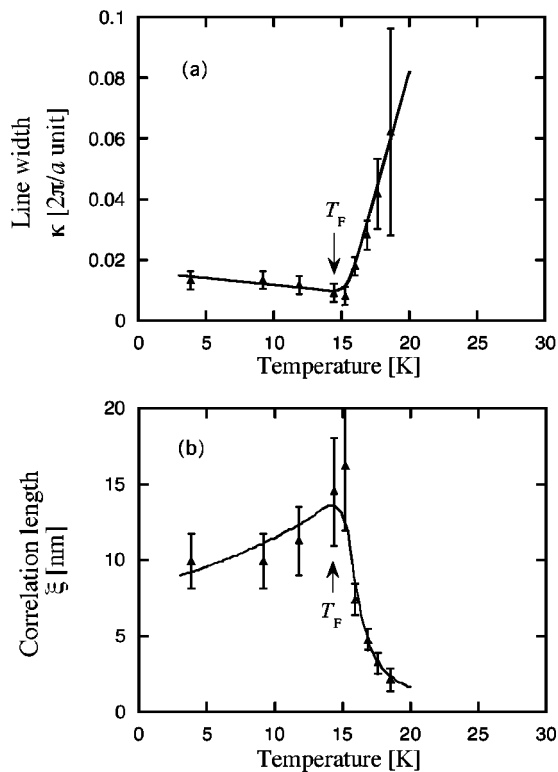 0.1
(a)
0.08
0.06
Line width
κ [2π/a unit]
0.04
T_F
0.02
0
0 5 10 15 20 25 30
Temperature [K]
20
(b)
15
Correlation length
ξ [nm]
10
T_F
5
0
0 5 10 15 20 25 30
Temperature [K]